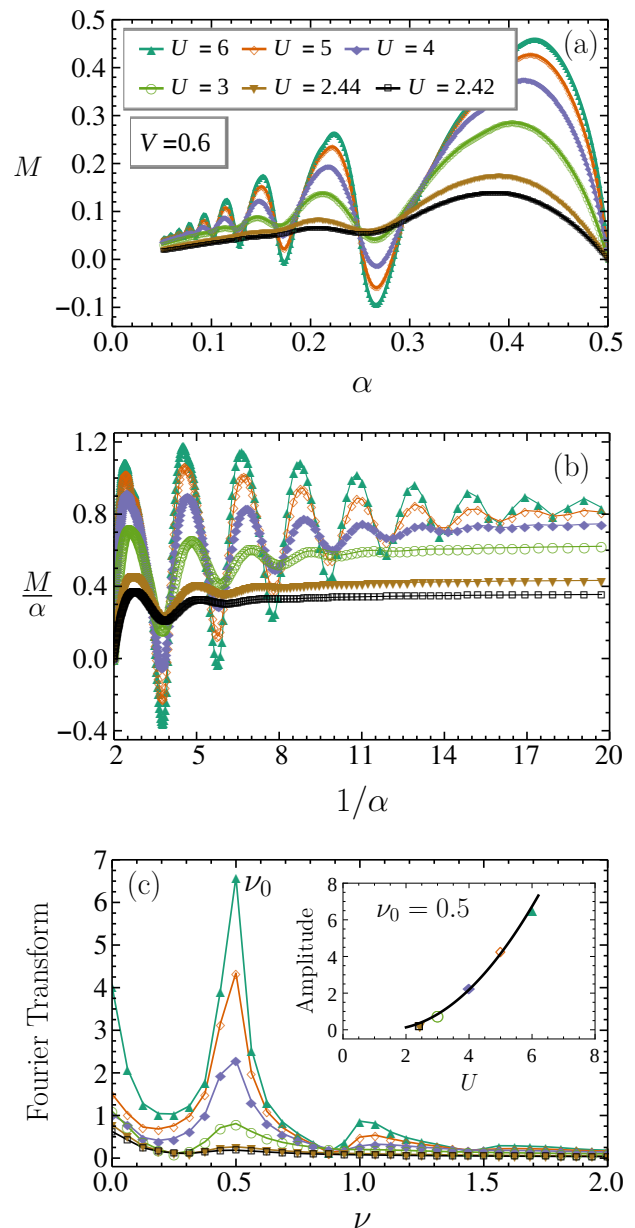 0.5
(a)
U = 6 U = 5 U = 4
0.4
U = 3 U = 2.44 U = 2.42
0.3
V =0.6
M
0.2
0.1
0.0
−0.1
0.0 0.1 0.2 0.3 0.4 0.5
α
1.2
(b)
0.8
M/α
0.4
0.0
−0.4
2 5 8 11 14 17 20
1/α
7
(c)
ν₀
6
5
4
3
2
1
0
Fourier Transform
0.0 0.5 1.0 1.5 2.0
ν
8
ν₀ = 0.5
6
4
2
0
Amplitude
0 2 4 6 8
U